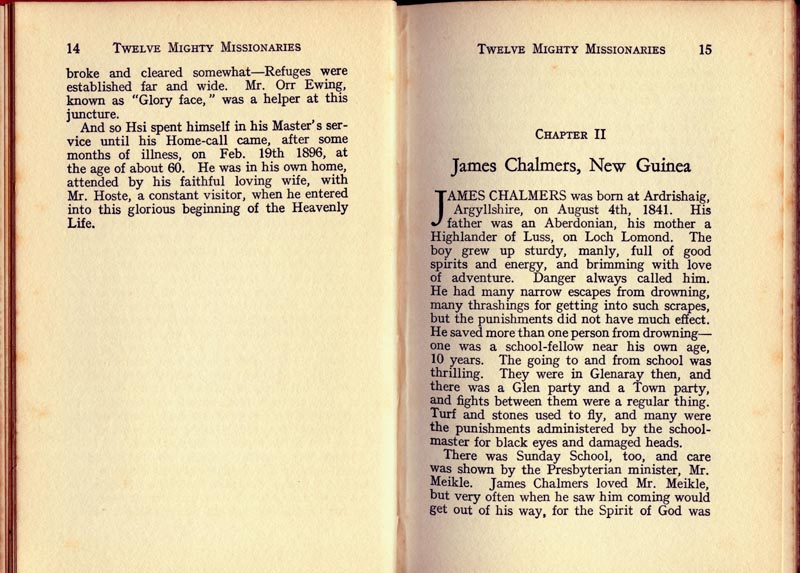 14 TWELVE MIGHTY MISSIONARIES
broke and cleared somewhat—Refuges were
established far and wide. Mr. Orr Ewing,
known as "Glory face," was a helper at this
juncture.
And so Hsi spent himself in his Master's ser-
vice until his Home-call came, after some
months of illness, on Feb. 19th 1896, at
the age of about 60. He was in his own home,
attended by his faithful loving wife, with
Mr. Hoste, a constant visitor, when he entered
into this glorious beginning of the Heavenly
Life.
TWELVE MIGHTY MISSIONARIES 15
CHAPTER II
James Chalmers, New Guinea
JAMES CHALMERS was born at Ardrishaig,
Argyllshire, on August 4th, 1841. His
father was an Aberdonian, his mother a
Highlander of Luss, on Loch Lomond. The
boy grew up sturdy, manly, full of good
spirits and energy, and brimming with love
of adventure. Danger always called him.
He had many narrow escapes from drowning,
many thrashings for getting into such scrapes,
but the punishments did not have much effect.
He saved more than one person from drowning—
one was a school-fellow near his own age,
10 years. The going to and from school was
thrilling. They were in Glenaray then, and
there was a Glen party and a Town party,
and fights between them were a regular thing.
Turf and stones used to fly, and many were
the punishments administered by the school-
master for black eyes and damaged heads.
There was Sunday School, too, and care
was shown by the Presbyterian minister, Mr.
Meikle. James Chalmers loved Mr. Meikle,
but very often when he saw him coming would
get out of his way, for the Spirit of God was